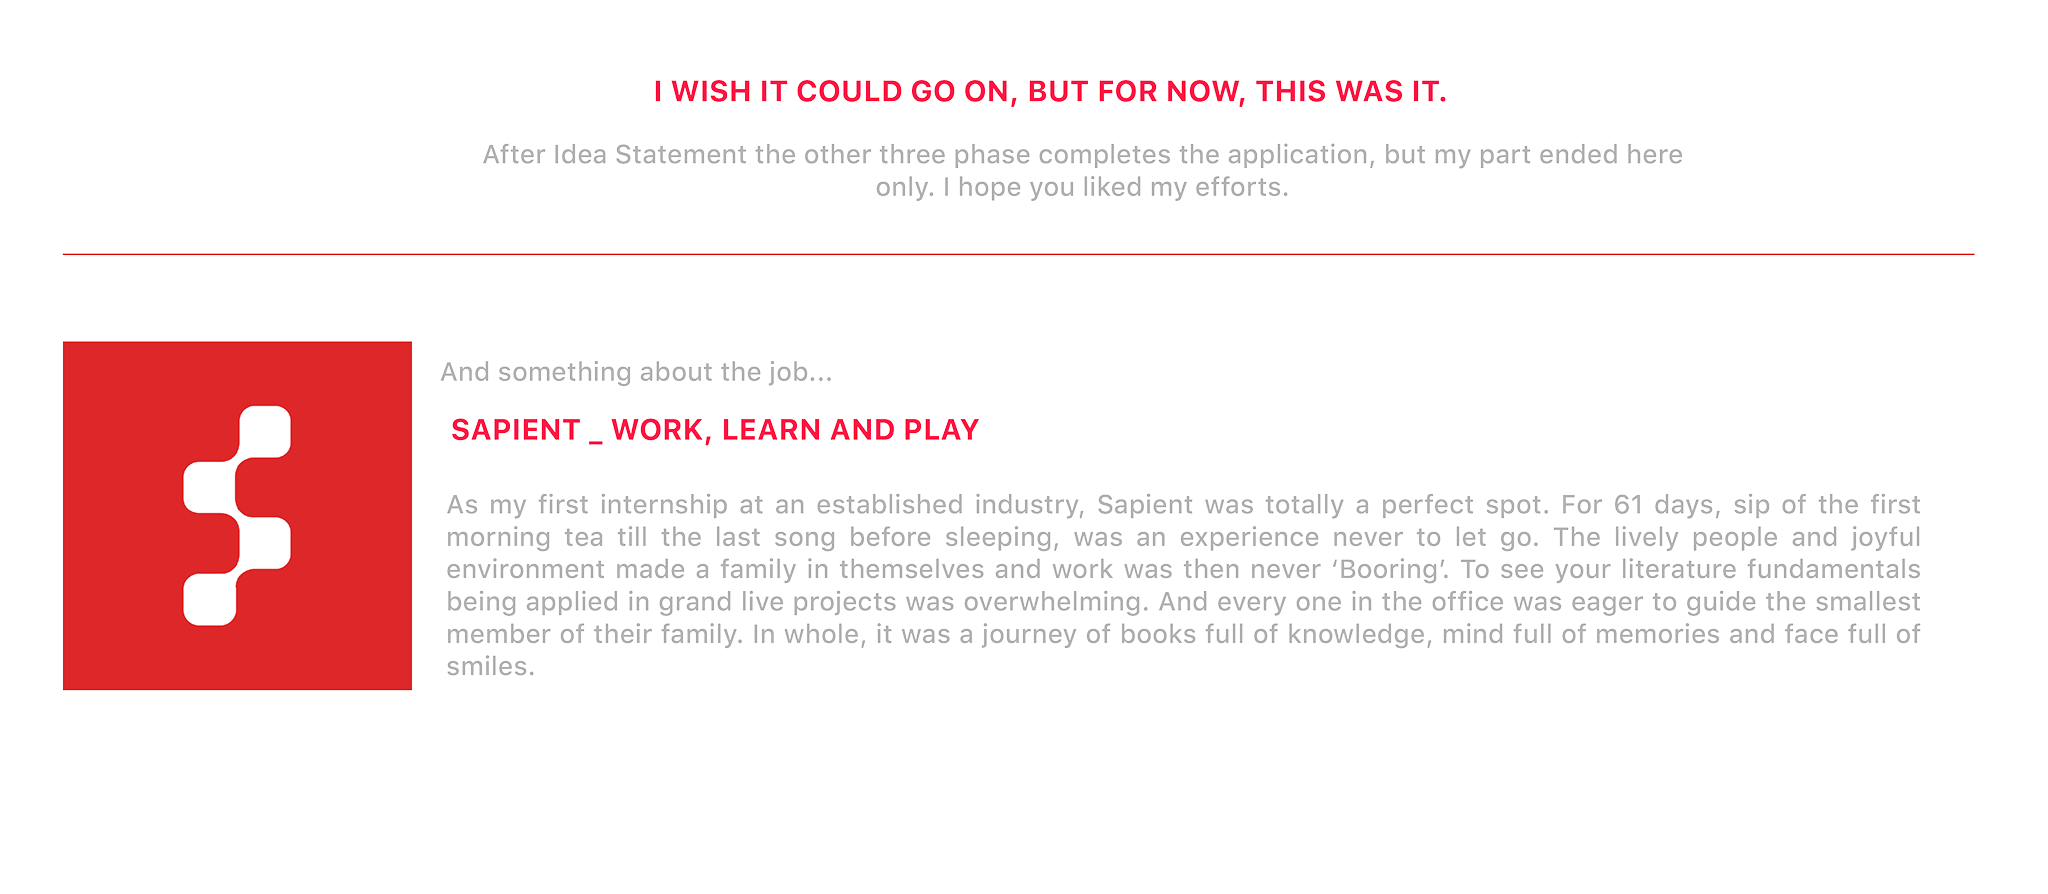 I WISH IT COULD GO ON, BUT FOR NOW, THIS WAS IT.
After Idea Statement the other three phase completes the application, but my part ended here
only. I hope you liked my efforts.
And something about the job...
SAPIENT _ WORK, LEARN AND PLAY
As my first internship at an established industry, Sapient was totally a perfect spot. For 61 days, sip of the first
morning tea till the last song before sleeping, was an experience never to let go. The lively people and joyful
environment made a family in themselves and work was then never ‘Booring’. To see your literature fundamentals
being applied in grand live projects was overwhelming. And every one in the office was eager to guide the smallest
member of their family. In whole, it was a journey of books full of knowledge, mind full of memories and face full of
smiles.